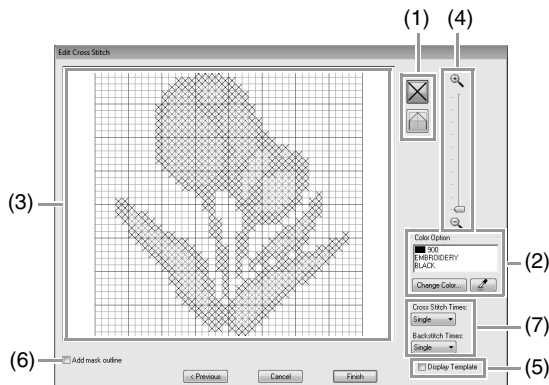 (1)
(4)
Edit Cross Stitch
(3)
Color Option
900
EMBROIDERY
BLACK
Change Color...
(2)
Cross Stitch Times:
Single
Backstitch Times:
Single
(7)
(6)
Add mask outline
Display Template
(5)
< Previous
Cancel
Finish